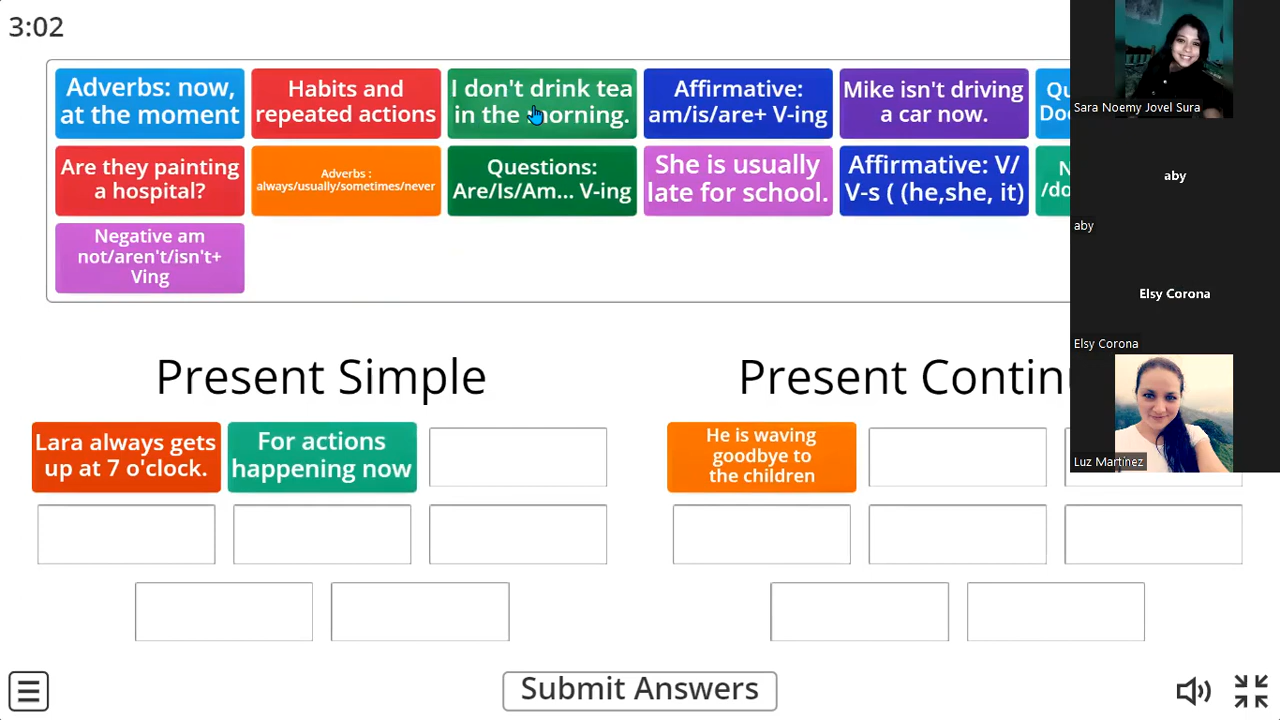 3:02
Adverbs: now,
at the moment
Habits and
repeated actions
I don't drink tea
in the morning.
Affirmative:
am/is/are+ V-ing
Mike isn't driving
a car now.
Are they painting
a hospital?
Adverbs :
always/usually/sometimes/never
Questions:
Are/Is/Am... V-ing
She is usually
late for school.
Affirmative: V/
V-s ( (he,she, it)
Negative am
not/aren't/isn't+
Ving
Present Simple
Present Contin
Lara always gets
up at 7 o'clock.
For actions
happening now
He is waving
goodbye to
the children
Submit Answers
Sara Noemy Jovel Sura
aby
aby
Elsy Corona
Elsy Corona
Luz Martínez